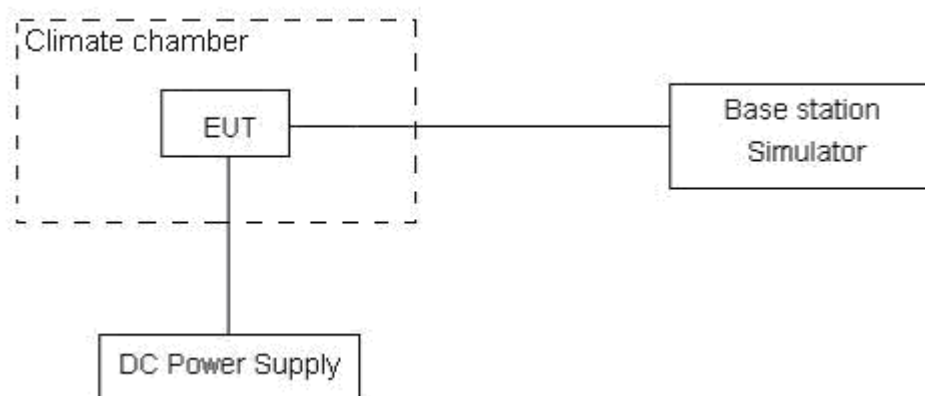 Climate chamber
EUT
Base station
Simulator
DC Power Supply